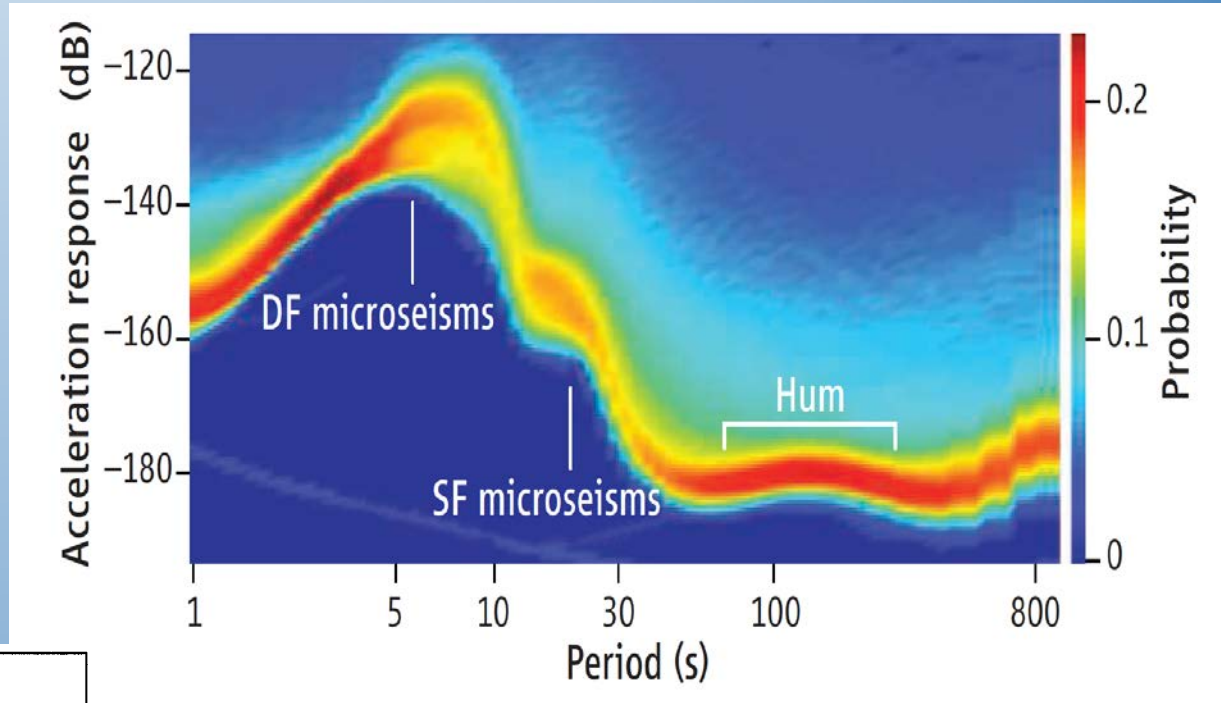 Acceleration response (dB)
−120
−140
−160
−180
DF microseisms
SF microseisms
Hum
1 5 10 30 100 800
Period (s)
0.2
0.1
0
Probability